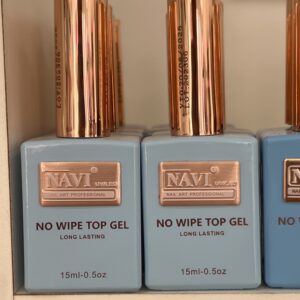 NAVI
NAIL ART PROFESSIONAL
NO WIPE TOP GEL
LONG LASTING
15ml-0.5oz
NAVI
NAIL ART PROFESSIONAL
NO WIPE TOP GEL
LONG LASTING
15ml-0.5oz
NO W